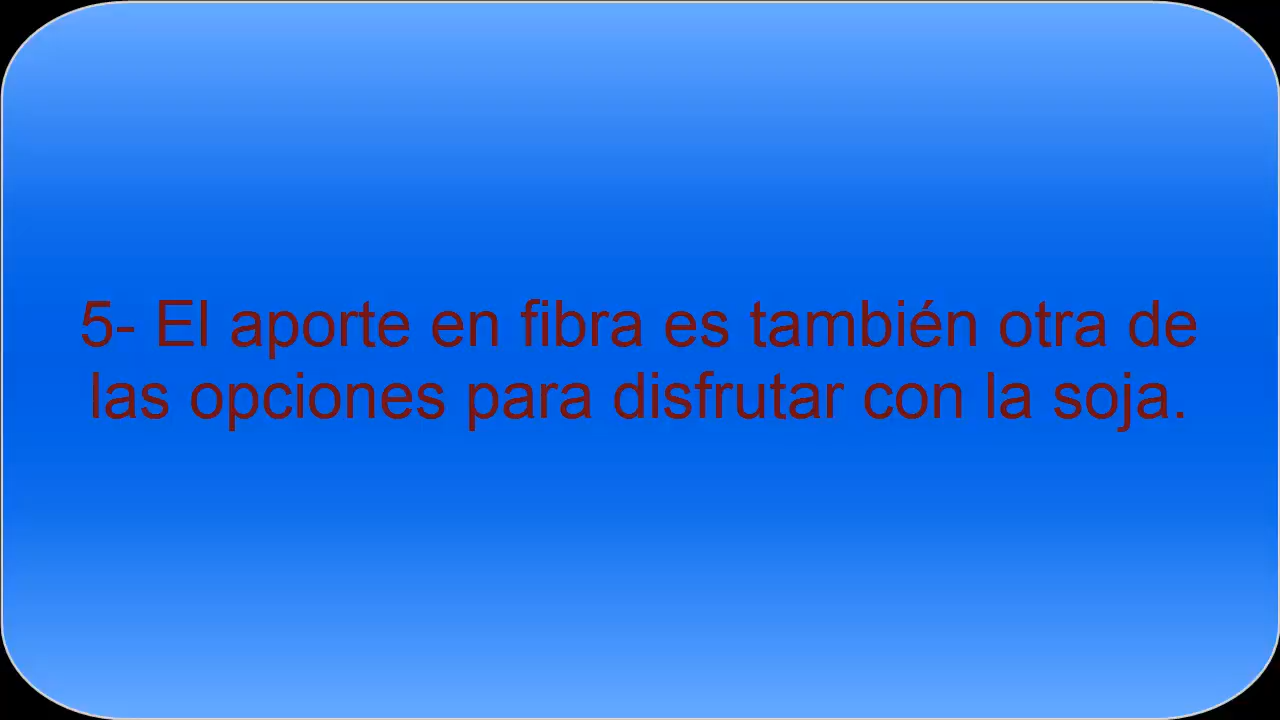 5- El aporte en fibra es también otra de
las opciones para disfrutar con la soja.